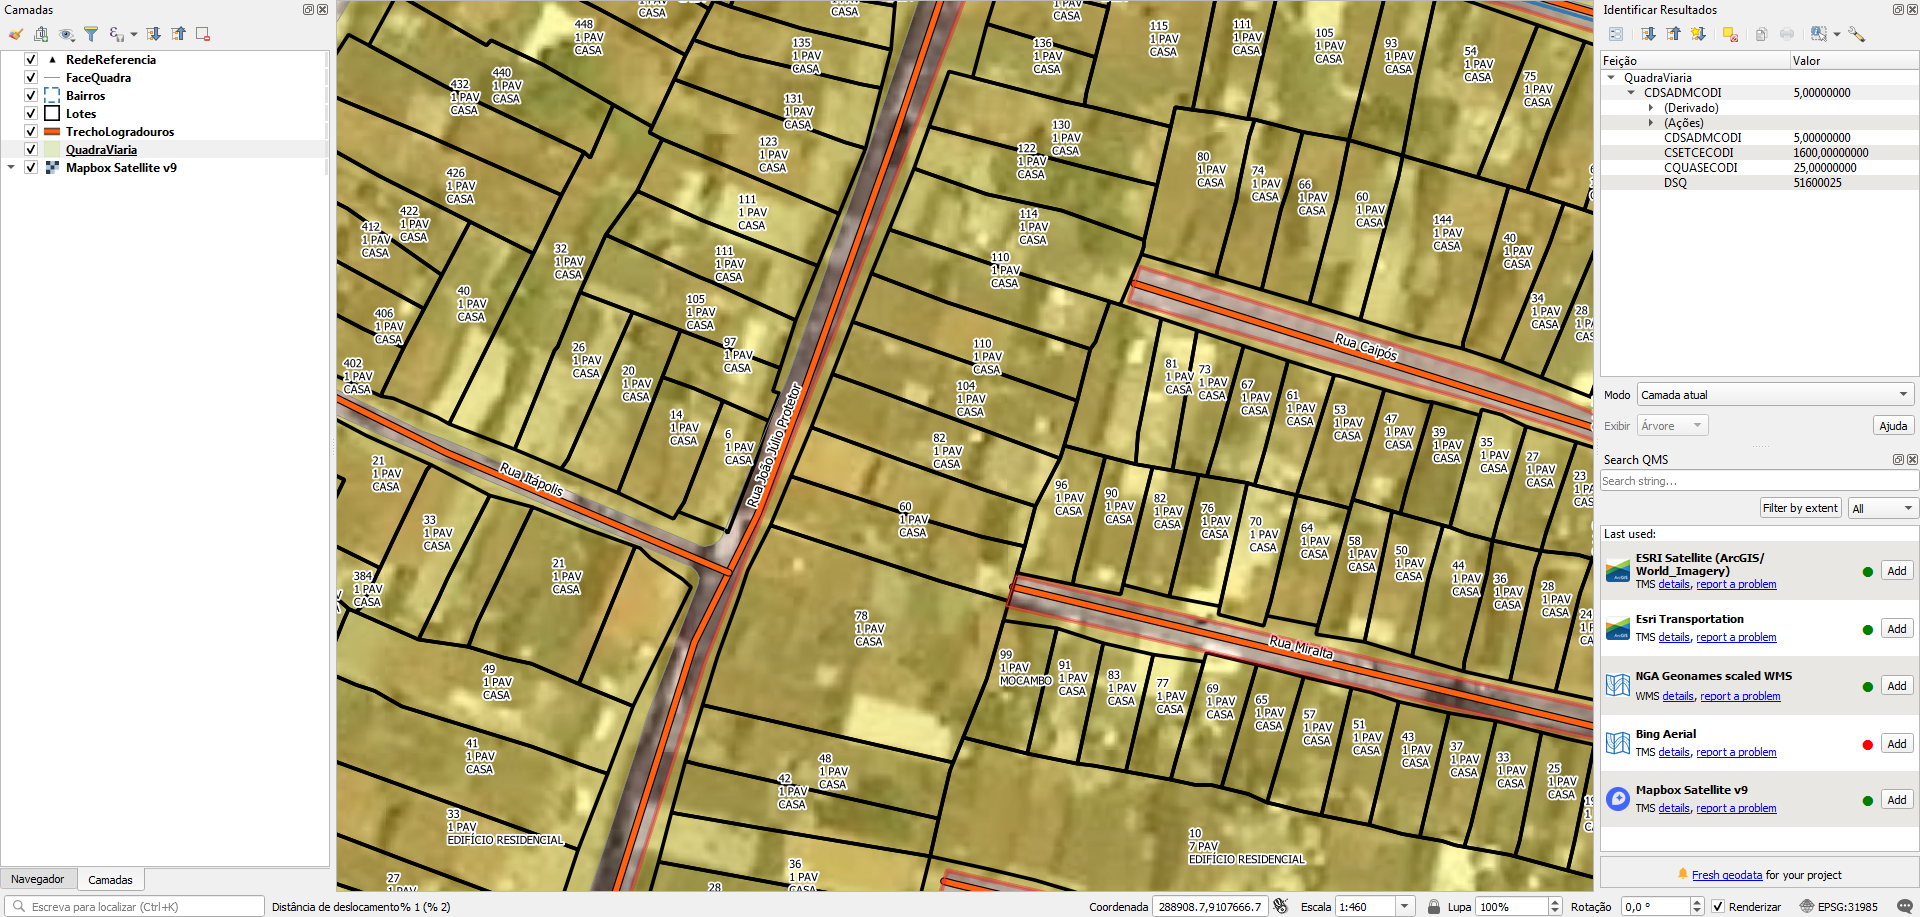 Camadas
RedeReferencia
FaceQuadra
Bairros
Lotes
TrechoLogradouros
QuadraViaria
Mapbox Satellite v9
Navegador
Camadas
CASA
CASA
CASA
448
1 PAV
CASA
135
1 PAV
CASA
136
1 PAV
CASA
115
1 PAV
CASA
111
1 PAV
CASA
105
1 PAV
CASA
93
1 PAV
CASA
54
1 PAV
CASA
75
1 PAV
CASA
440
1 PAV
CASA
432
1 PAV
CASA
131
1 PAV
CASA
123
1 PAV
CASA
130
1 PAV
CASA
122
1 PAV
CASA
80
1 PAV
CASA
74
1 PAV
CASA
66
1 PAV
CASA
60
1 PAV
CASA
144
1 PAV
CASA
40
1 PAV
CASA
426
1 PAV
CASA
422
1 PAV
CASA
412
1 PAV
CASA
32
1 PAV
CASA
111
1 PAV
CASA
111
1 PAV
CASA
114
1 PAV
CASA
110
1 PAV
CASA
40
1 PAV
CASA
406
1 PAV
CASA
105
1 PAV
CASA
97
1 PAV
CASA
34
1 PAV
CASA
28
1 PAV
Rua Caipós
402
1 PAV
CASA
26
1 PAV
CASA
20
1 PAV
CASA
14
1 PAV
CASA
6
1 PAV
CASA
Rua João Júlio Protetor
110
1 PAV
CASA
104
1 PAV
CASA
82
1 PAV
CASA
81
1 PAV
CASA
73
1 PAV
CASA
67
1 PAV
CASA
61
1 PAV
CASA
53
1 PAV
CASA
47
1 PAV
CASA
39
1 PAV
CASA
35
1 PAV
CASA
27
1 PAV
CASA
23
1 PAV
Rua Itápolis
21
1 PAV
CASA
33
1 PAV
CASA
21
1 PAV
CASA
384
1 PAV
CASA
60
1 PAV
CASA
96
1 PAV
CASA
90
1 PAV
CASA
82
1 PAV
CASA
76
1 PAV
CASA
70
1 PAV
CASA
64
1 PAV
CASA
58
1 PAV
CASA
50
1 PAV
CASA
44
1 PAV
CASA
36
1 PAV
CASA
28
1 PAV
CASA
24
Rua Miralta
78
1 PAV
CASA
99
1 PAV
MOCAMBO
91
1 PAV
CASA
83
1 PAV
CASA
77
1 PAV
CASA
69
1 PAV
CASA
65
1 PAV
CASA
57
1 PAV
CASA
51
1 PAV
CASA
43
1 PAV
CASA
37
1 PAV
CASA
33
1 PAV
CASA
25
1 PAV
CASA
49
1 PAV
CASA
41
1 PAV
CASA
33
1 PAV
EDIFÍCIO RESIDENCIAL
48
1 PAV
CASA
42
1 PAV
CASA
10
7 PAV
EDIFÍCIO RESIDENCIAL
27
1 PAV
36
1 PAV
CASA
28
Identificar Resultados
Feição Valor
QuadraViaria
CDSADMCODI 5,00000000
(Derivado)
(Ações)
CDSADMCODI 5,00000000
CSETCECODI 1600,00000000
CQUASECODI 25,00000000
DSQ 51600025
Modo Camada atual
Exibir Árvore Ajuda
Search QMS
Search string...
Filter by extent All
Last used:
ESRI Satellite (ArcGIS/
World_Imagery)
TMS details, report a problem
Add
Esri Transportation
TMS details, report a problem
Add
NGA Geonames scaled WMS
WMS details, report a problem
Add
Bing Aerial
TMS details, report a problem
Add
Mapbox Satellite v9
TMS details, report a problem
Add
Fresh geodata for your project
Escreva para localizar (Ctrl+K) Distância de deslocamento% 1 (% 2) Coordenada 288908.7,9107666.7 Escala 1:460 Lupa 100% Rotação 0,0 ° Renderizar EPSG:31985